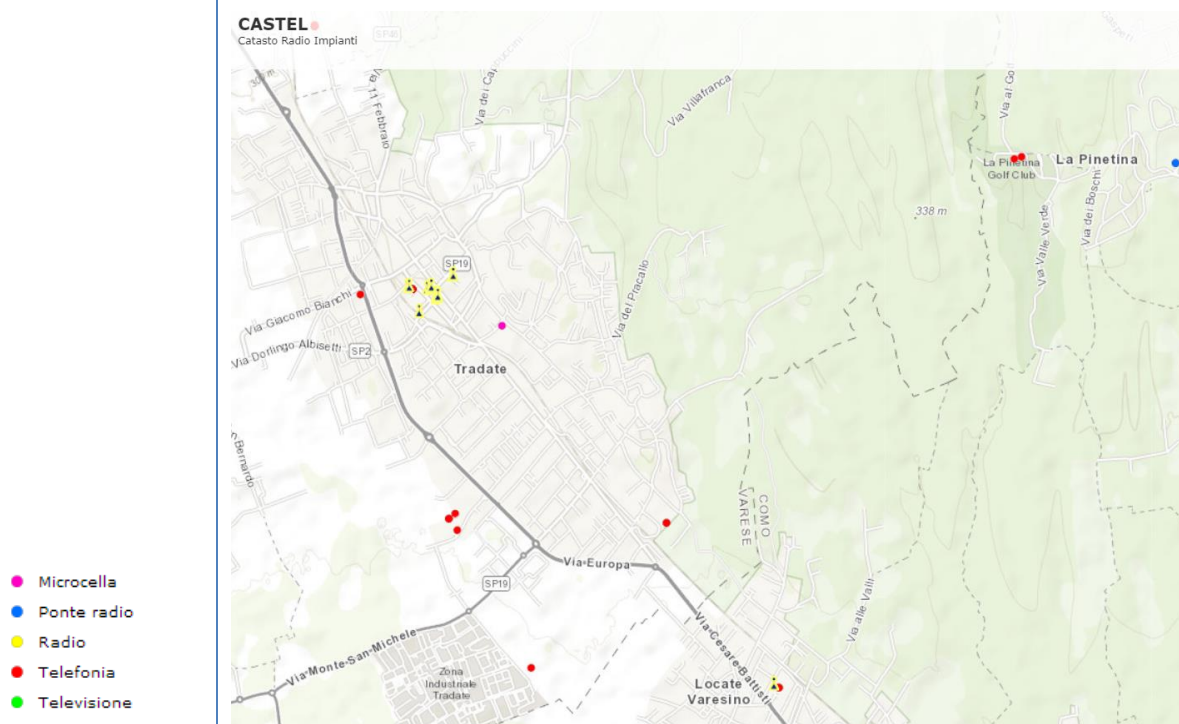 CASTEL
Catasto Radio Impianti
SP46
Via 11 Febbraio
Via dei Cappuccini
Via Villafranca
Via al Golf
La Pinetina
Golf Club
La Pinetina
338 m
Via Valle Verde
Via dei Boschi
SP19
Via Giacomo Bianchi
Via Dorlingo Albisetti
SP2
Via del Pracallo
Tradate
Bernardo
VARESE
COMO
Via Europa
SP19
Via alle Valli
Via Monte San Michele
Via Cesare Battisti
Zona
Industriale
Tradate
Locate
Varesino
Microcella
Ponte radio
Radio
Telefonia
Televisione